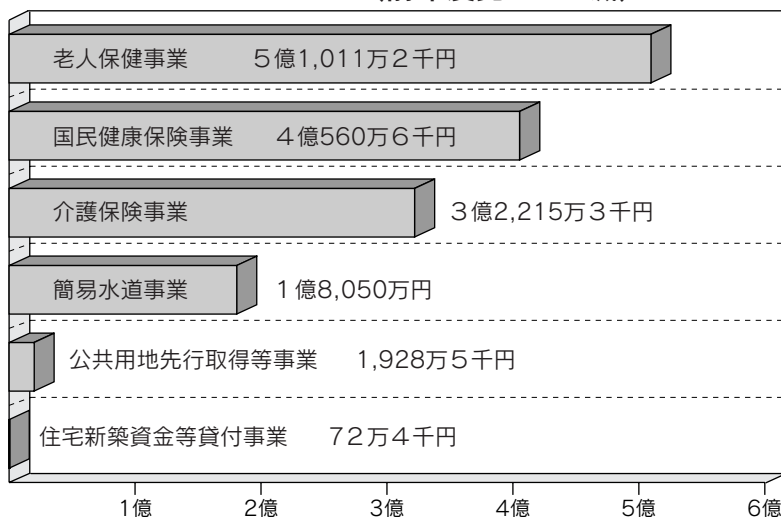 老人保健事業　５億1,011万２千円
国民健康保険事業　４億560万６千円
介護保険事業　３億2,215万３千円
簡易水道事業　１億8,050万円
公共用地先行取得等事業　1,928万５千円
住宅新築資金等貸付事業　72万４千円
1億　2億　3億　4億　5億　6億